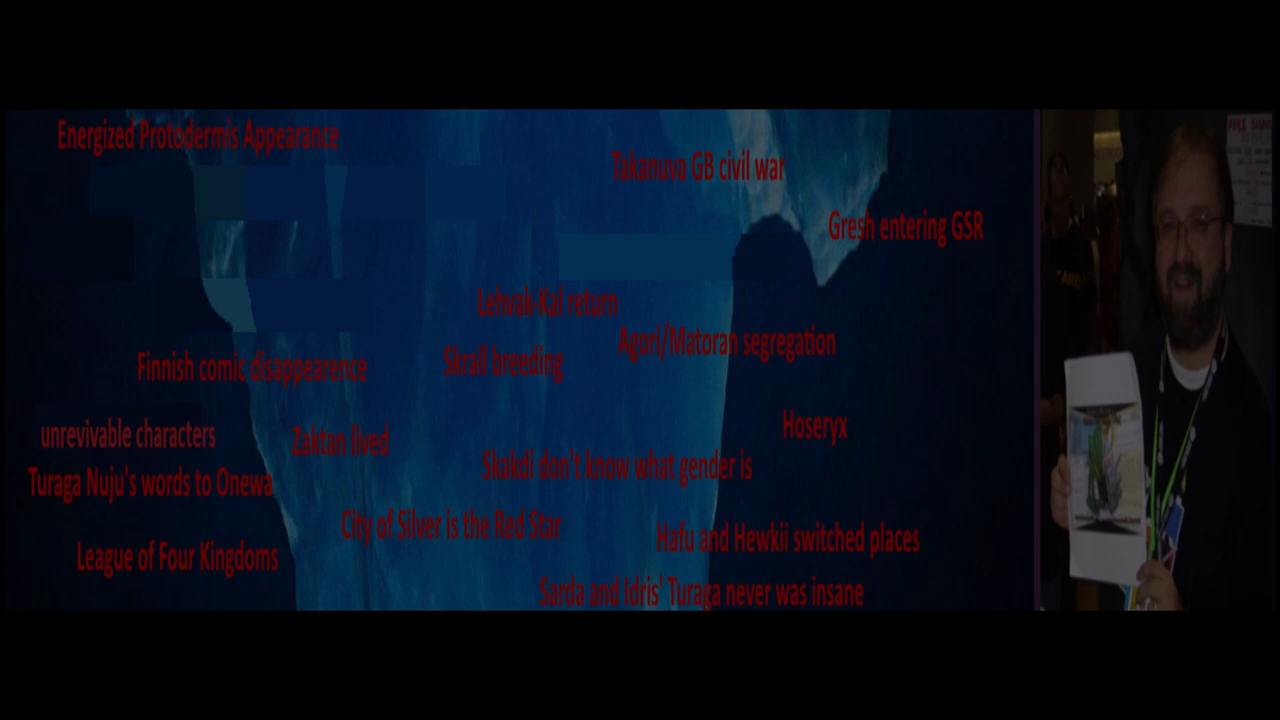 Energized Protodermis Appearance
Takanuva GB civil war
Gresh entering GSR
Lehvak-Kal return
Agori/Matoran segregation
Finnish comic disappearence
Skrall breeding
unrevivable characters
Zaktan lived
Hoseryx
Skakdi don't know what gender is
Turaga Nuju's words to Onewa
City of Silver is the Red Star
Hafu and Hewkii switched places
League of Four Kingdoms
Sarda and Idris' Turaga never was insane
FREE